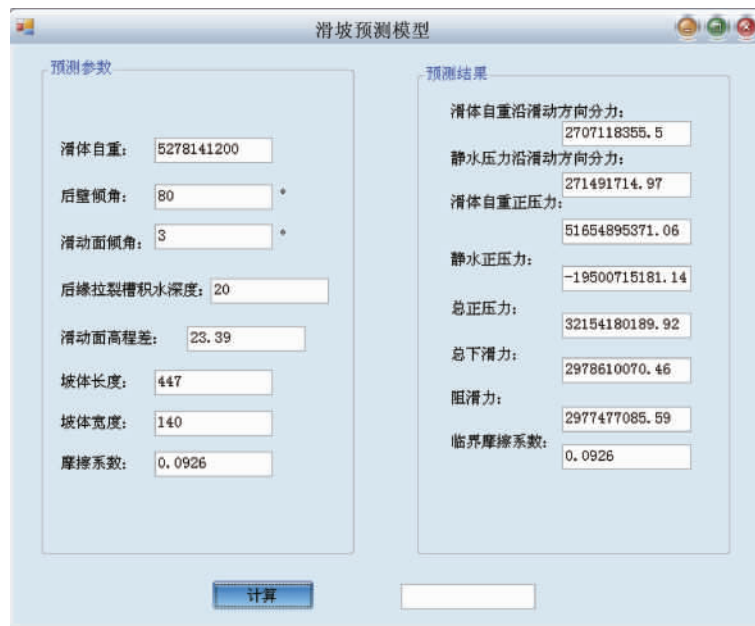 滑坡预测模型
预测参数
滑体自重: 5278141200
后壁倾角: 80 °
滑动面倾角: 3 °
后缘拉裂槽积水深度: 20
滑动面高程差: 23.39
坡体长度: 447
坡体宽度: 140
摩擦系数: 0.0926
预测结果
滑体自重沿滑动方向分力:
2707118355.5
静水压力沿滑动方向分力:
271491714.97
滑体自重正压力:
51654895371.06
静水正压力:
-19500715181.14
总正压力:
32154180189.92
总下滑力:
2978610070.46
阻滑力:
2977477085.59
临界摩擦系数:
0.0926
计算